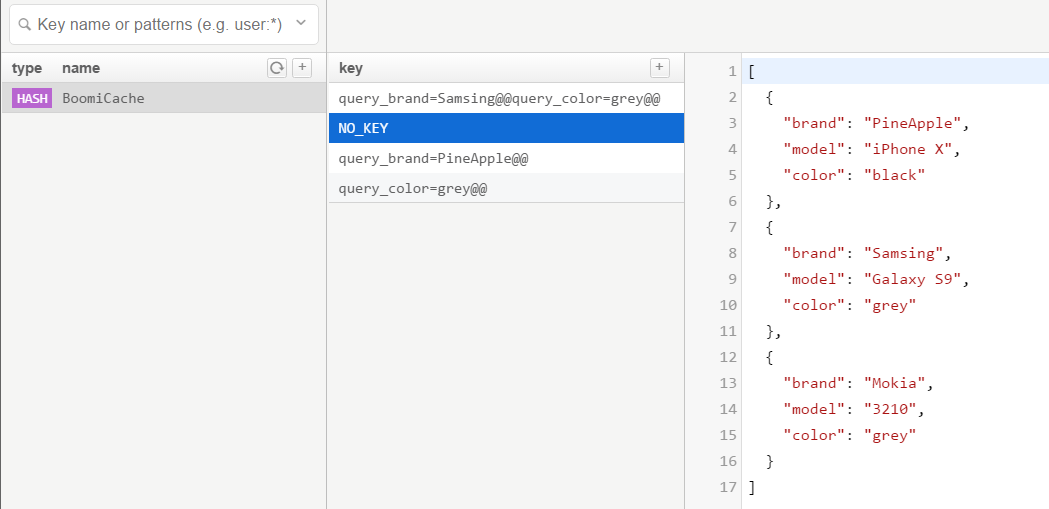 Key name or patterns (e.g. user:*)
type name
HASH BoomiCache
key
query_brand=Samsing@@query_color=grey@@
NO_KEY
query_brand=PineApple@@
query_color=grey@@
1 [
2 {
3 "brand": "PineApple",
4 "model": "iPhone X",
5 "color": "black"
6 },
7 {
8 "brand": "Samsing",
9 "model": "Galaxy S9",
10 "color": "grey"
11 },
12 {
13 "brand": "Mokia",
14 "model": "3210",
15 "color": "grey"
16 }
17 ]